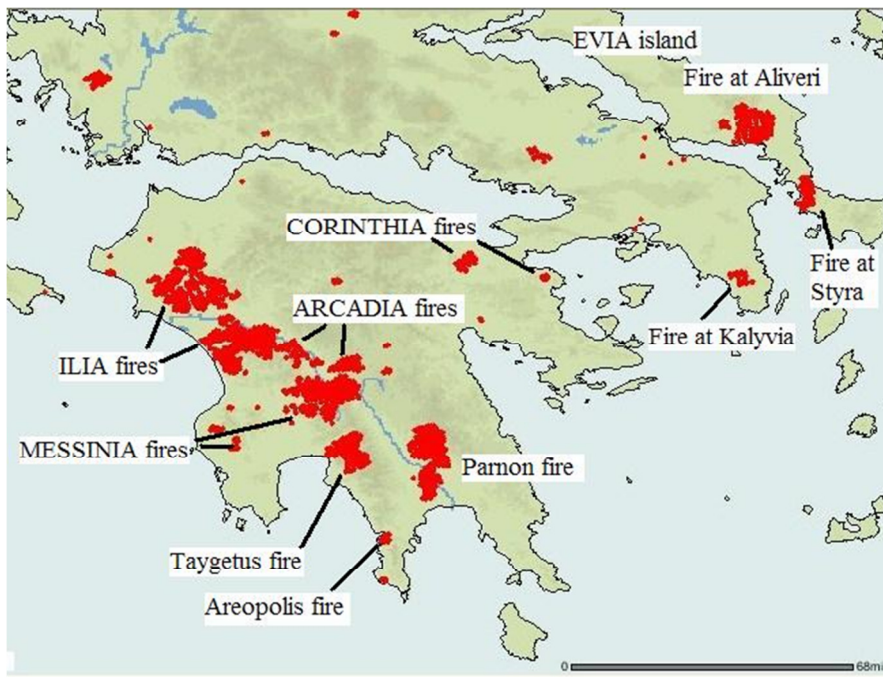 EVIA island
Fire at Aliveri
CORINTHIA fires
Fire at
Styra
ARCADIA fires
Fire at Kalyvia
ILIA fires
MESSINIA fires
Parnon fire
Taygetus fire
Areopolis fire
0
68mi